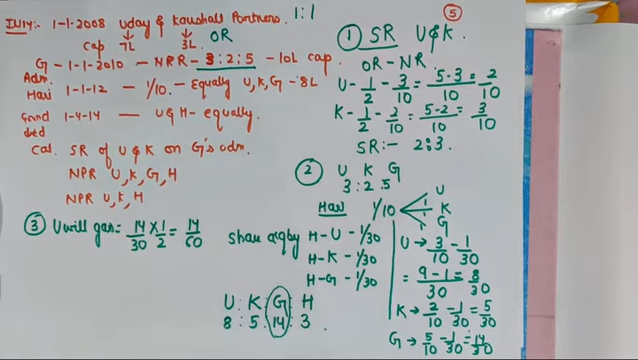 ILL14: 1-1-2008 Uday & Kaushall Partners. 1:1
Cap 7L 3L OR
G - 1-1-2010 - NPR - 3:2:5 - 10L cap.
Adm.
Hari 1-1-12 - 1/10. - Equally U,K,G - 8L
Govind died 1-4-14 - U & H - equally.
Cal. SR of U & K on G's adm.
NPR U, K, G, H
NPR U, K, H
③ U will gain = 14/30 × 1/2 = 14/60
Share acq by H-U - 1/30
H-K - 1/30
H-G - 1/30
U : K : G : H
8 : 5 : 14 : 3.
⑤
① SR U & K.
OR - NR
U - 1/2 - 3/10 = 5-3/10 = 2/10
K - 1/2 - 2/10 = 5-2/10 = 3/10
SR:- 2:3.
② U K G
3:2:5
Hari 1/10
U
K
G
U → 3/10 - 1/30
= 9-1/30 = 8/30
K → 2/10 - 1/30 = 5/30
G → 5/10 - 1/30 = 14/30